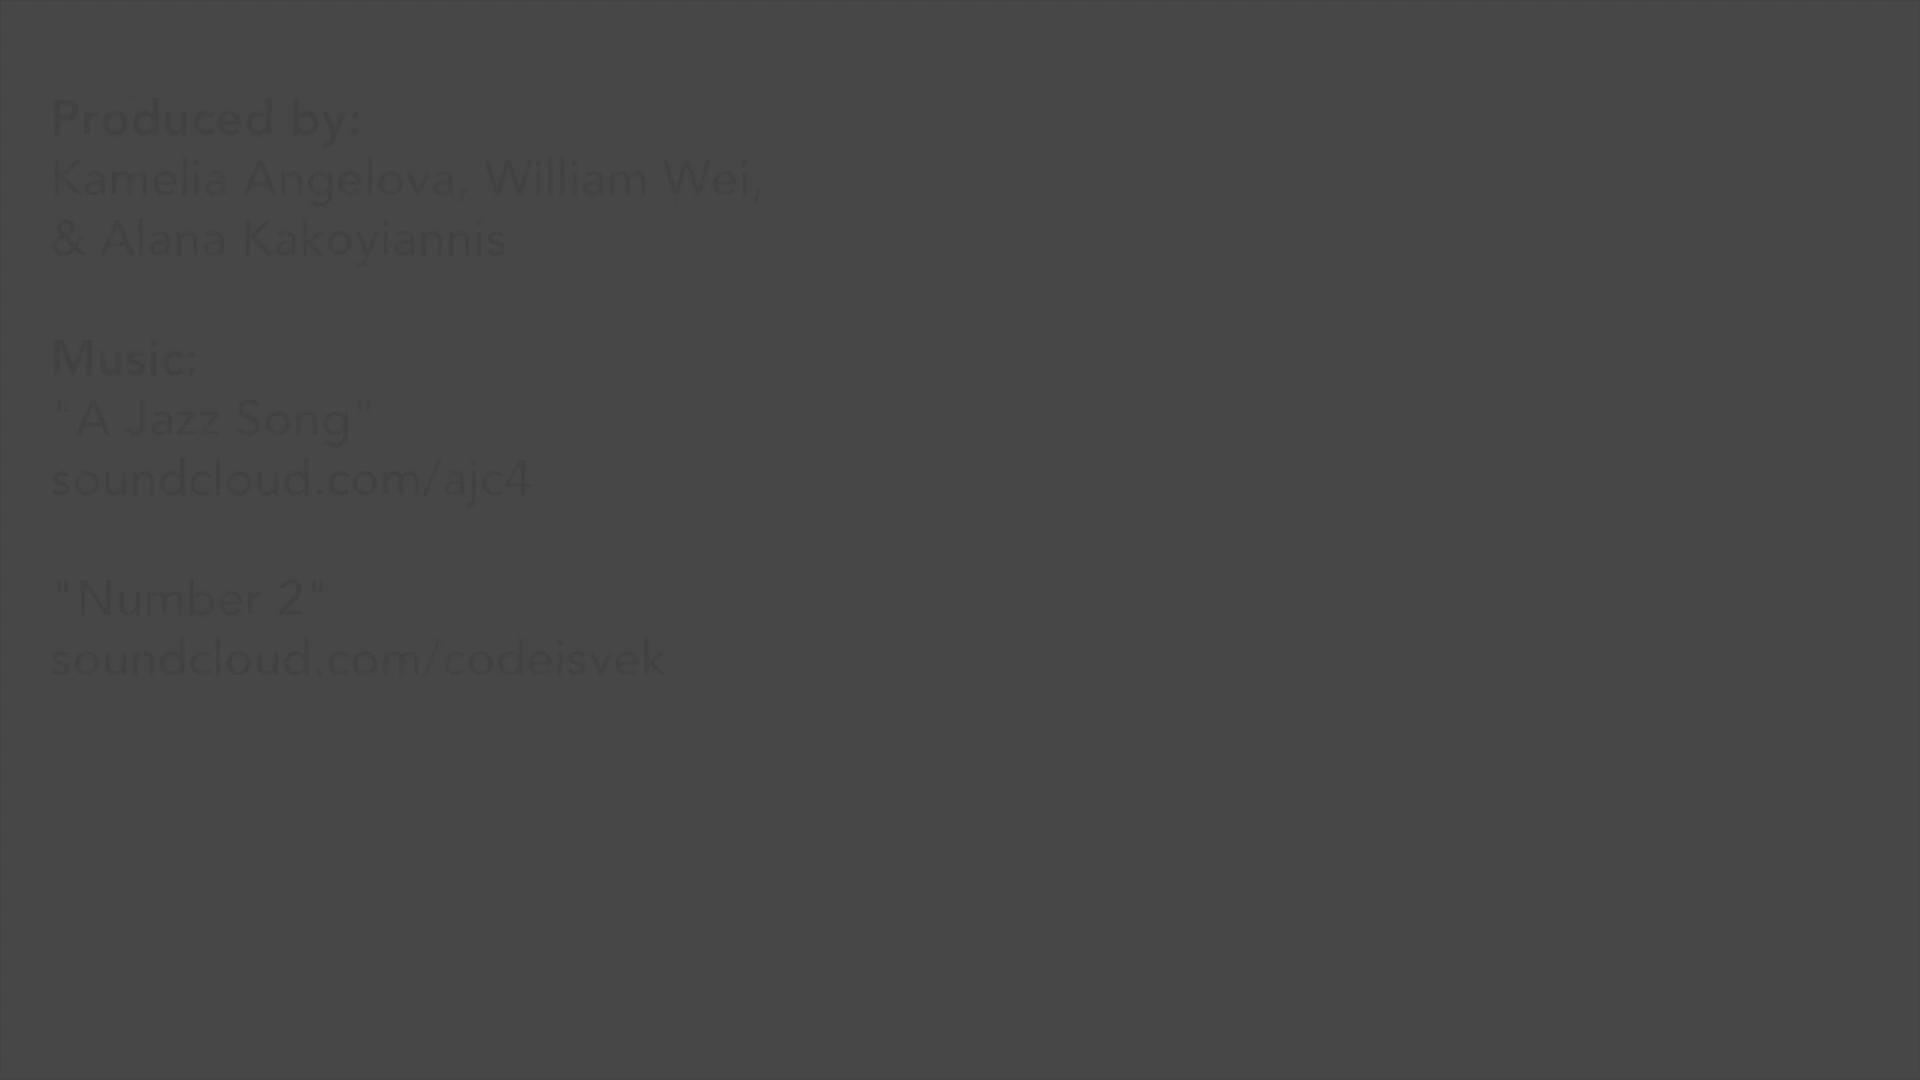 Produced by:
Kamelia Angelova, William Wei,
& Alana Kakoyiannis
Music:
"A Jazz Song"
soundcloud.com/ajc4
"Number 2"
soundcloud.com/codeisvek